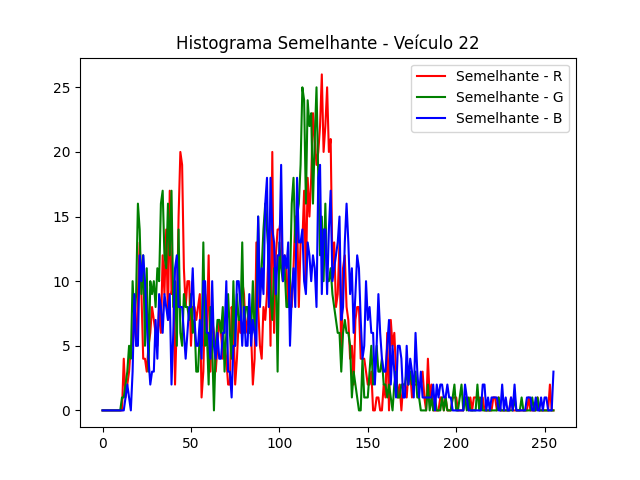 Histograma Semelhante - Veículo 22
Semelhante - R
Semelhante - G
Semelhante - B
25
20
15
10
5
0
0 50 100 150 200 250